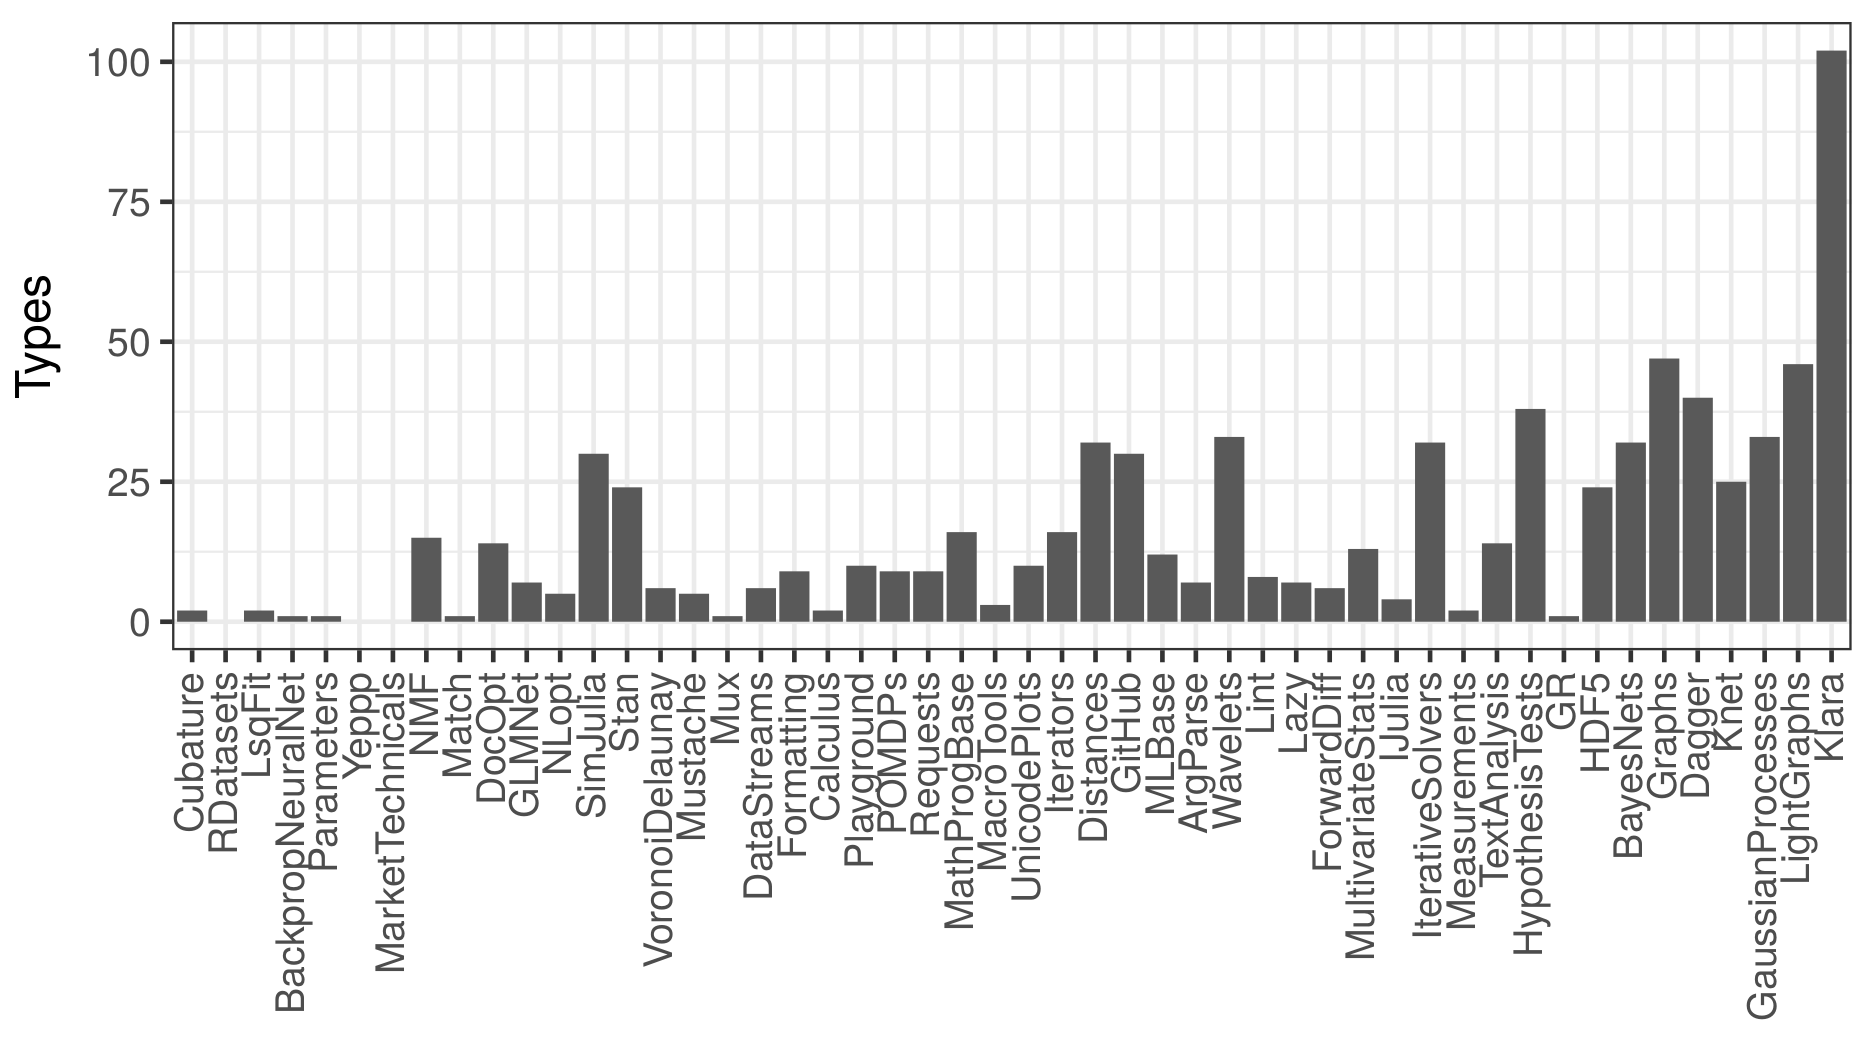 Types
100
75
50
25
0
Cubature
RDatasets
LsqFit
BackpropNeuralNet
Parameters
Yeppp
MarketTechnicals
NMF
Match
DocOpt
GLMNet
NLopt
SimJulia
Stan
VoronoiDelaunay
Mustache
Mux
DataStreams
Formatting
Calculus
Playground
POMDPs
Requests
MathProgBase
MacroTools
UnicodePlots
Iterators
Distances
GitHub
MLBase
ArgParse
Wavelets
Lint
Lazy
ForwardDiff
MultivariateStats
IJulia
IterativeSolvers
Measurements
TextAnalysis
HypothesisTests
GR
HDF5
BayesNets
Graphs
Dagger
Knet
GaussianProcesses
LightGraphs
Klara